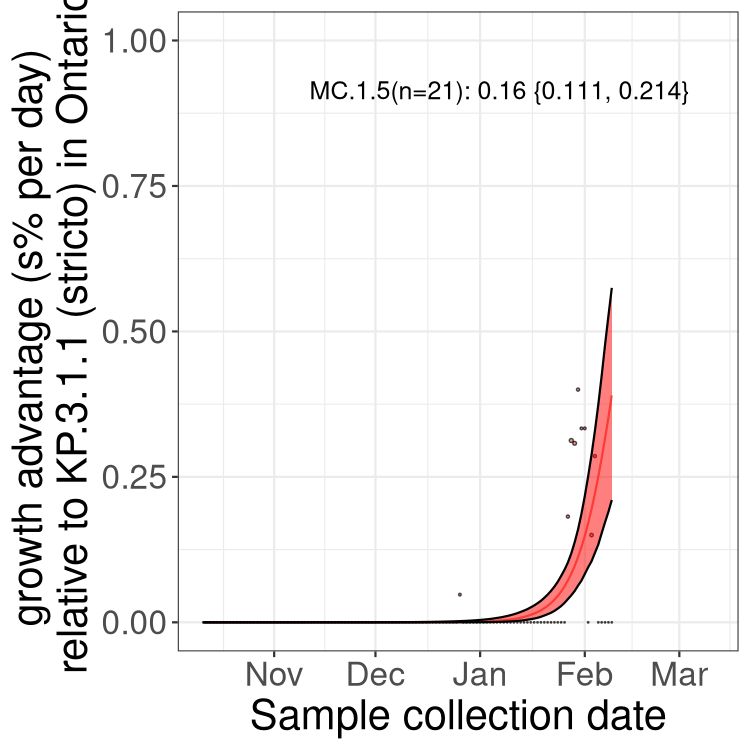 growth advantage (s% per day)
relative to KP.3.1.1 (stricto) in Ontario
1.00
0.75
0.50
0.25
0.00
MC.1.5(n=21): 0.16 {0.111, 0.214}
Nov Dec Jan Feb Mar
Sample collection date